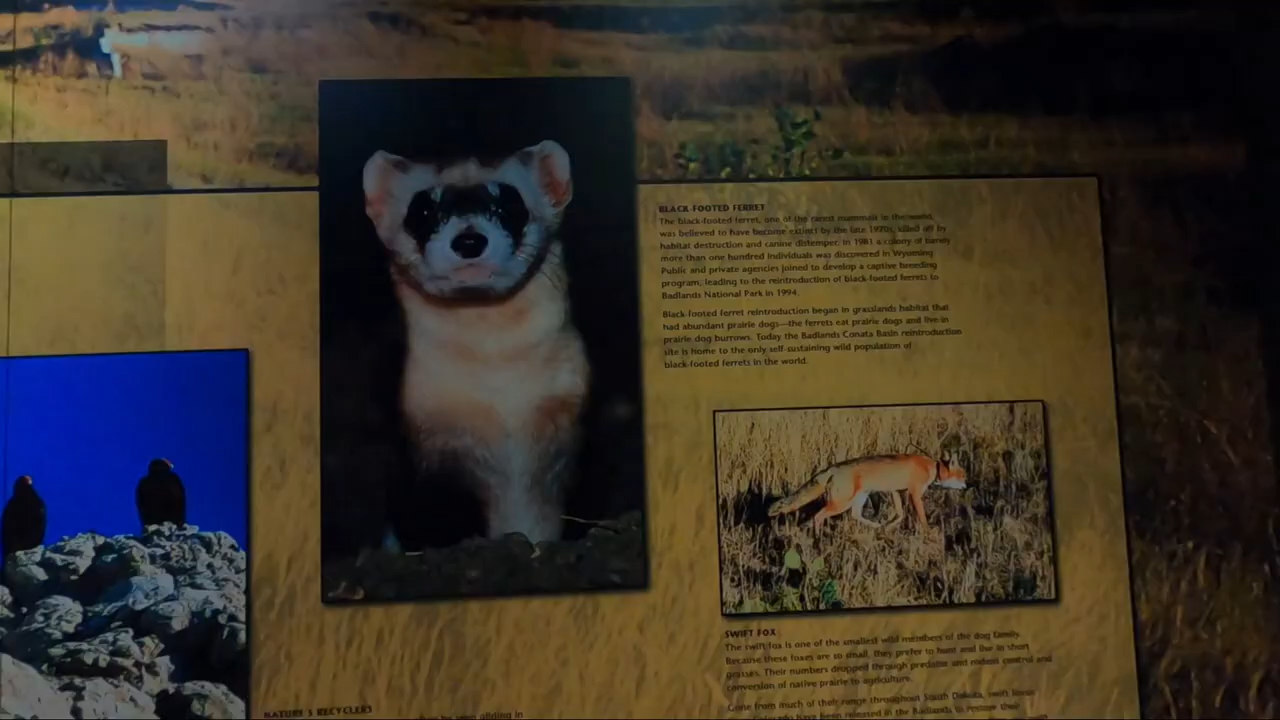 BLACK-FOOTED FERRET
The black-footed ferret, one of the rarest mammals in the world,
was believed to have become extinct by the late 1970s, killed off by
habitat destruction and canine distemper. In 1981 a colony of barely
more than one hundred individuals was discovered in Wyoming.
Public and private agencies joined to develop a captive breeding
program, leading to the reintroduction of black-footed ferrets to
Badlands National Park in 1994.
Black-footed ferret reintroduction began in grasslands habitat that
had abundant prairie dogs—the ferrets eat prairie dogs and live in
prairie dog burrows. Today the Badlands Conata Basin reintroduction
site is home to the only self-sustaining wild population of
black-footed ferrets in the world.
SWIFT FOX
The swift fox is one of the smallest wild members of the dog family.
Because these foxes are so small, they prefer to hunt and live in short
grasses. Their numbers dropped through predator and rodent control and
conversion of native prairie to agriculture.
Gone from much of their range throughout South Dakota, swift foxes
have been released in the Badlands to restore their
NATURE'S RECYCLERS
be seen gliding in